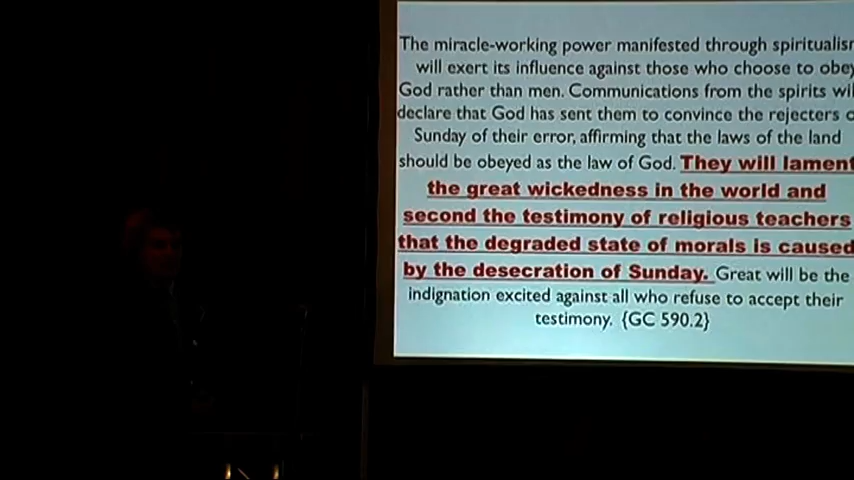 The miracle-working power manifested through spiritualism
will exert its influence against those who choose to obey
God rather than men. Communications from the spirits will
declare that God has sent them to convince the rejecters
Sunday of their error, affirming that the laws of the land
should be obeyed as the law of God. They will lament
the great wickedness in the world and
second the testimony of religious teachers
that the degraded state of morals is caused
by the desecration of Sunday. Great will be the
indignation excited against all who refuse to accept their
testimony. {GC 590.2}